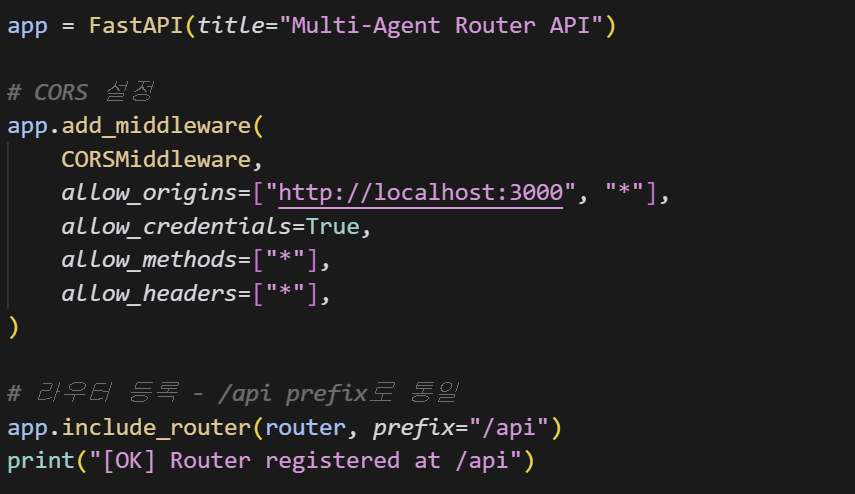 app = FastAPI(title="Multi-Agent Router API")
# CORS 설정
app.add_middleware(
    CORSMiddleware,
    allow_origins=["http://localhost:3000", "*"],
    allow_credentials=True,
    allow_methods=["*"],
    allow_headers=["*"],
)
# 라우터 등록 - /api prefix로 통일
app.include_router(router, prefix="/api")
print("[OK] Router registered at /api")